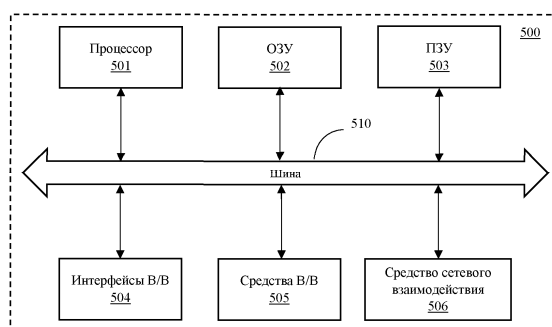 500
Процессор
501
ОЗУ
502
ПЗУ
503
510
Шина
Интерфейсы В/В
504
Средства В/В
505
Средство сетевого
взаимодействия
506